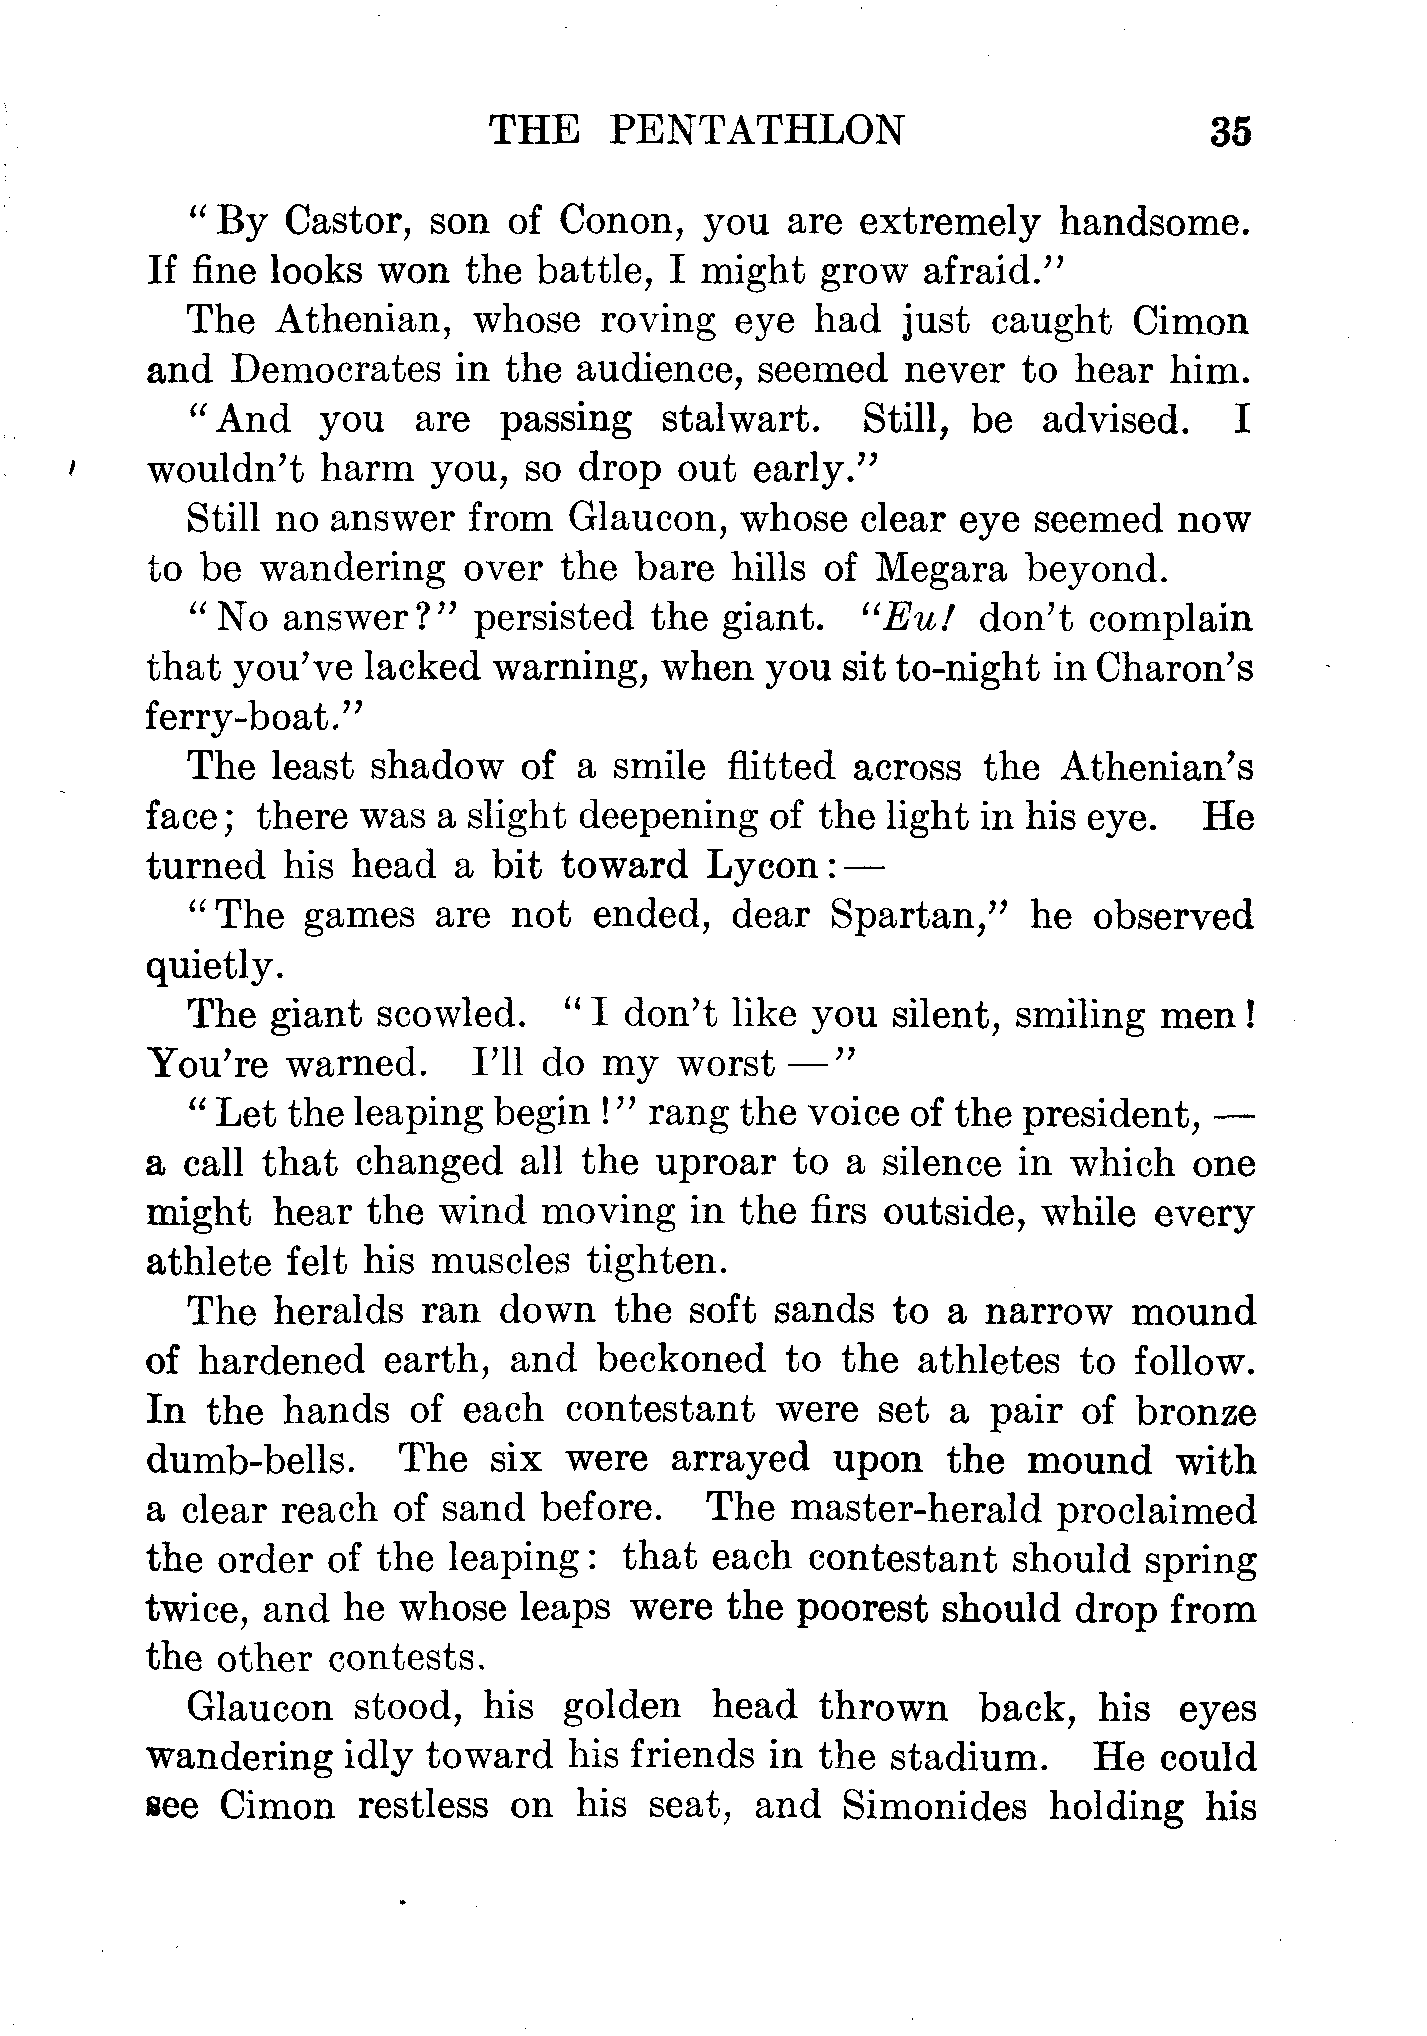 THE PENTATHLON 35
“By Castor, son of Conon, you are extremely handsome.
If fine looks won the battle, I might grow afraid.”
The Athenian, whose roving eye had just caught Cimon
and Democrates in the audience, seemed never to hear him.
“And you are passing stalwart. Still, be advised. I
wouldn’t harm you, so drop out early.”
Still no answer from Glaucon, whose clear eye seemed now
to be wandering over the bare hills of Megara beyond.
“No answer?” persisted the giant. “Eu! don’t complain
that you’ve lacked warning, when you sit to-night in Charon’s
ferry-boat.”
The least shadow of a smile flitted across the Athenian’s
face; there was a slight deepening of the light in his eye. He
turned his head a bit toward Lycon:—
“The games are not ended, dear Spartan,” he observed
quietly.
The giant scowled. “I don’t like you silent, smiling men!
You’re warned. I’ll do my worst —”
“Let the leaping begin!” rang the voice of the president, —
a call that changed all the uproar to a silence in which one
might hear the wind moving in the firs outside, while every
athlete felt his muscles tighten.
The heralds ran down the soft sands to a narrow mound
of hardened earth, and beckoned to the athletes to follow.
In the hands of each contestant were set a pair of bronze
dumb-bells. The six were arrayed upon the mound with
a clear reach of sand before. The master-herald proclaimed
the order of the leaping: that each contestant should spring
twice, and he whose leaps were the poorest should drop from
the other contests.
Glaucon stood, his golden head thrown back, his eyes
wandering idly toward his friends in the stadium. He could
see Cimon restless on his seat, and Simonides holding his